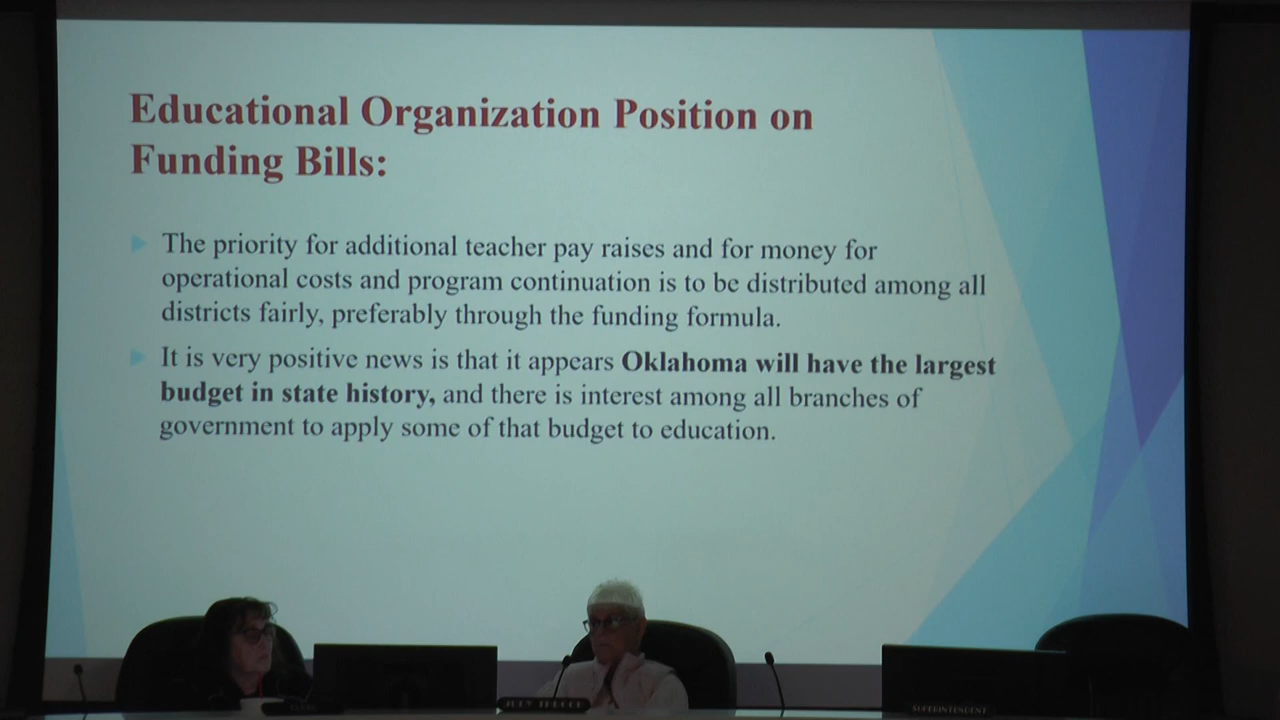 Educational Organization Position on
Funding Bills:
The priority for additional teacher pay raises and for money for
operational costs and program continuation is to be distributed among all
districts fairly, preferably through the funding formula.
It is very positive news is that it appears Oklahoma will have the largest
budget in state history, and there is interest among all branches of
government to apply some of that budget to education.
SUPERINTENDENT